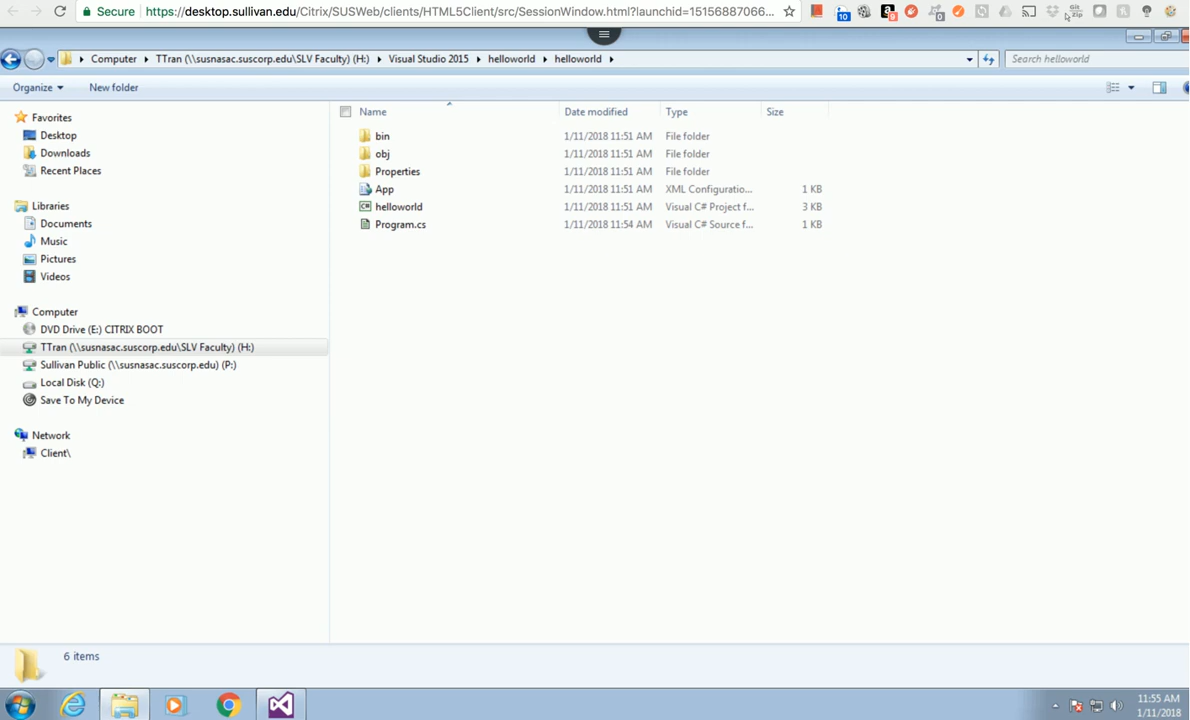 Secure https://desktop.sullivan.edu/Citrix/SUSWeb/clients/HTML5Client/src/SessionWindow.html?launchid=15156887066...
10
9
0
Git
zip
Computer TTran (\\susnasac.suscorp.edu\SLV Faculty) (H:) Visual Studio 2015 helloworld helloworld
Search helloworld
Organize New folder
Favorites
Desktop
Downloads
Recent Places
Libraries
Documents
Music
Pictures
Videos
Computer
DVD Drive (E:) CITRIX BOOT
TTran (\\susnasac.suscorp.edu\SLV Faculty) (H:)
Sullivan Public (\\susnasac.suscorp.edu) (P:)
Local Disk (Q:)
Save To My Device
Network
Client\
Name Date modified Type Size
bin 1/11/2018 11:51 AM File folder
obj 1/11/2018 11:51 AM File folder
Properties 1/11/2018 11:51 AM File folder
App 1/11/2018 11:51 AM XML Configuratio... 1 KB
helloworld 1/11/2018 11:51 AM Visual C# Project f... 3 KB
Program.cs 1/11/2018 11:54 AM Visual C# Source f... 1 KB
6 items
11:55 AM
1/11/2018